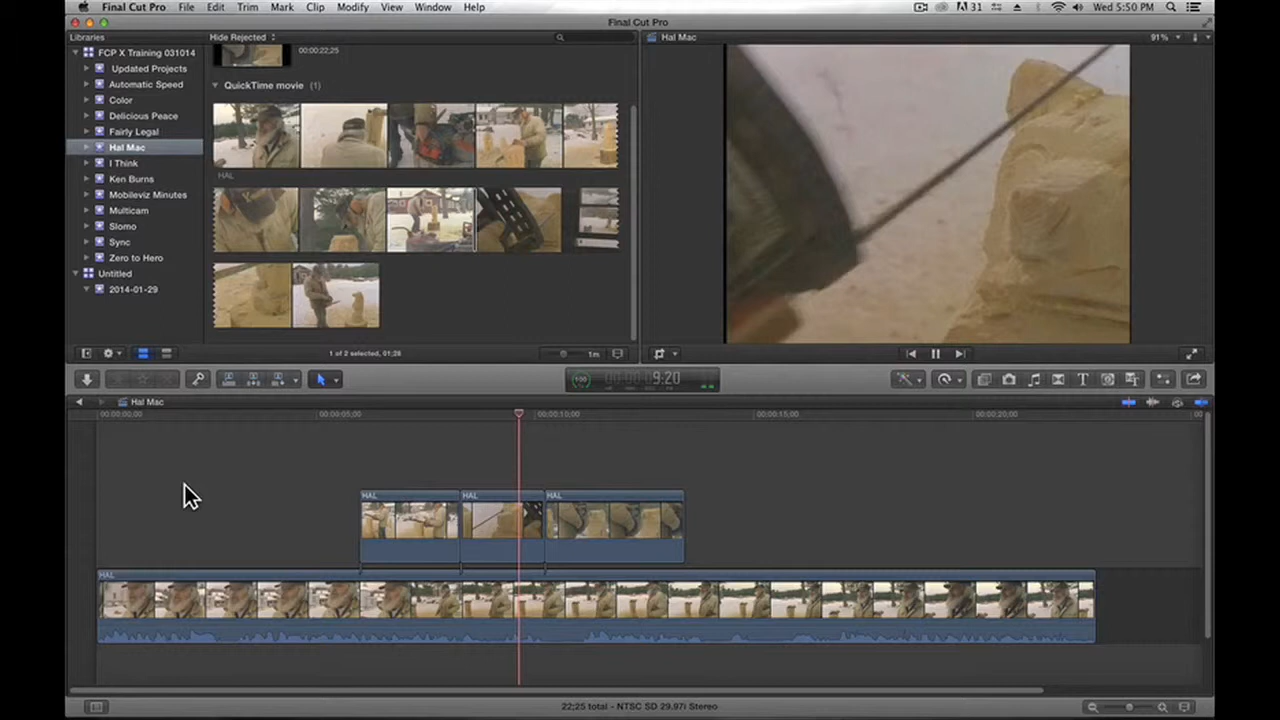 Final Cut Pro File Edit Trim Mark Clip Modify View Window Help 31 Wed 5:50 PM
Final Cut Pro
Libraries Hide Rejected Hal Mac 91%
FCP X Training 031014
Updated Projects
Automatic Speed
Color
Delicious Peace
Fairly Legal
Hal Mac
I Think
Ken Burns
Mobileviz Minutes
Multicam
Slomo
Sync
Zero to Hero
Untitled
2014-01-29
00:00:22;25
QuickTime movie (1)
HAL
1 of 2 selected, 01:26 1m
100 9:20
Hal Mac
00:00:00;00 00:00:05;00 00:00:10;00 00:00:15;00 00:00:20;00 00
HAL HAL HAL
HAL
22;25 total - NTSC SD 29.97i Stereo